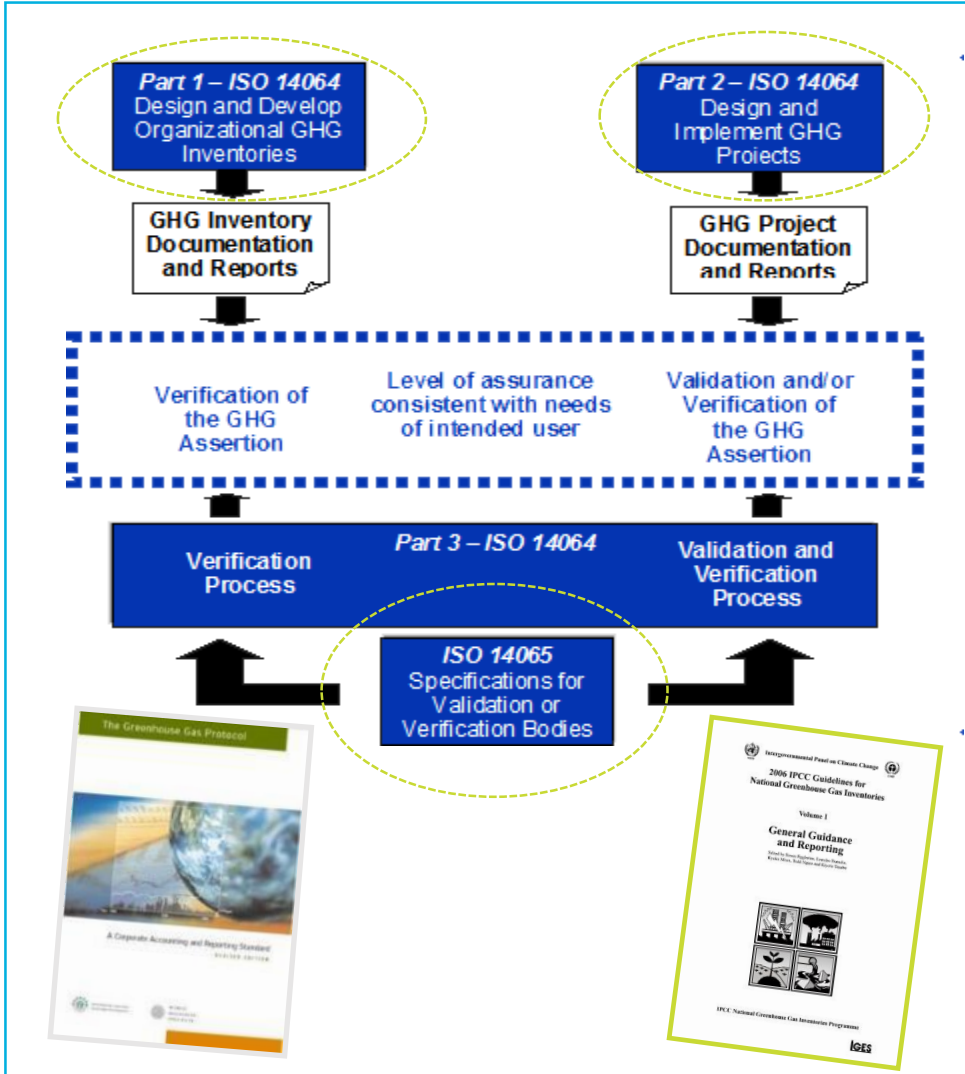 Part 1 – ISO 14064
Design and Develop
Organizational GHG
Inventories
Part 2 – ISO 14064
Design and
Implement GHG
Projects
GHG Inventory
Documentation
and Reports
GHG Project
Documentation
and Reports
Verification of
the GHG
Assertion
Level of assurance
consistent with needs
of intended user
Validation and/or
Verification of
the GHG
Assertion
Part 3 – ISO 14064
Verification
Process
Validation and
Verification
Process
ISO 14065
Specifications for
Validation or
Verification Bodies
The Greenhouse Gas Protocol
A Corporate Accounting and Reporting Standard
REVISED EDITION
Intergovernmental Panel on Climate Change
2006 IPCC Guidelines for
National Greenhouse Gas Inventories
Volume 1
General Guidance
and Reporting
IPCC National Greenhouse Gas Inventories Programme
IGES